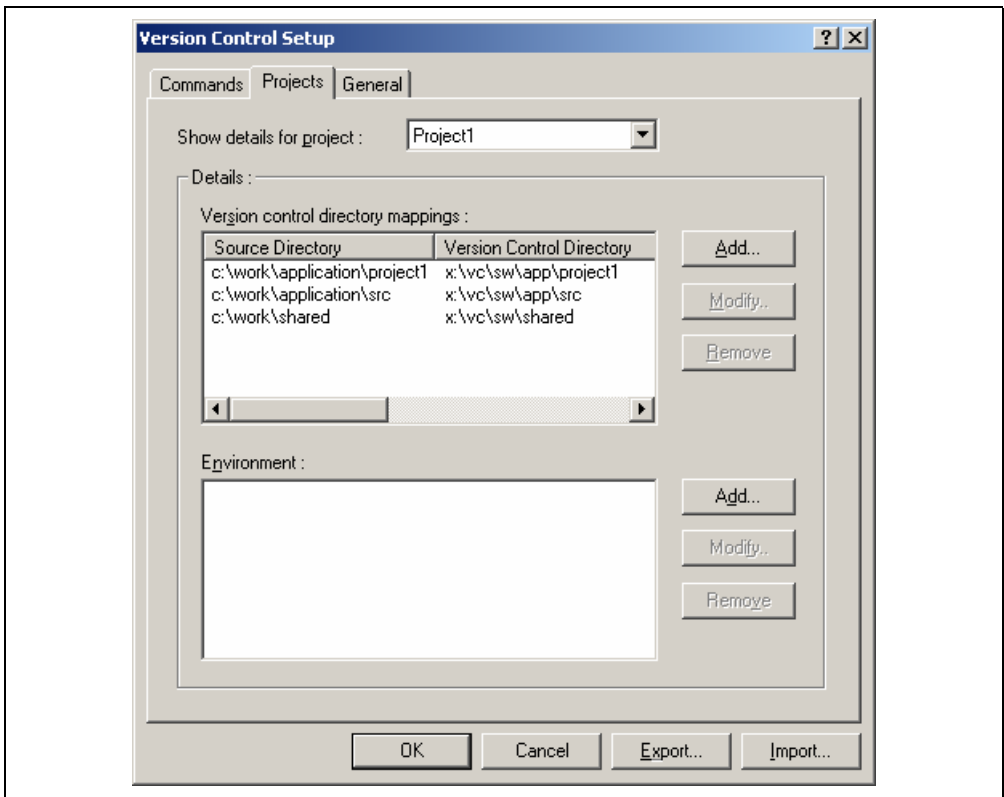 Version Control Setup
Commands Projects General
Show details for project : Project1
Details :
Version control directory mappings :
Source Directory Version Control Directory
c:\work\application\project1 x:\vc\sw\app\project1
c:\work\application\src x:\vc\sw\app\src
c:\work\shared x:\vc\sw\shared
Add...
Modify..
Remove
Environment :
Add...
Modify..
Remove
OK Cancel Export... Import...